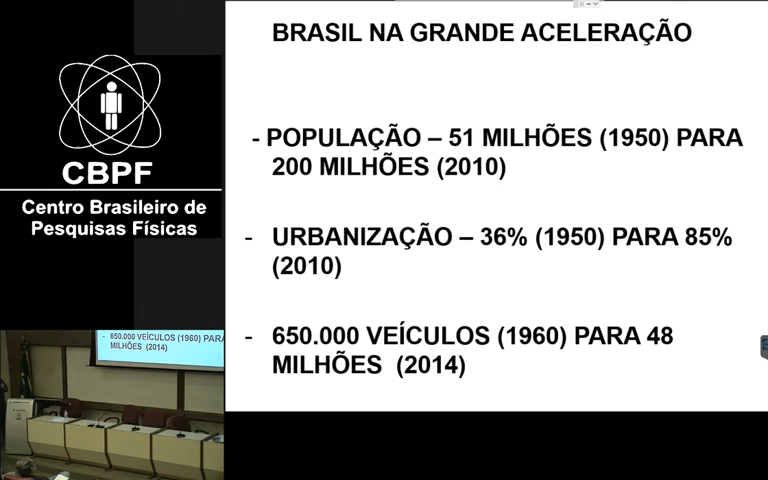 BRASIL NA GRANDE ACELERAÇÃO
- POPULAÇÃO – 51 MILHÕES (1950) PARA
200 MILHÕES (2010)
- URBANIZAÇÃO – 36% (1950) PARA 85%
(2010)
- 650.000 VEÍCULOS (1960) PARA 48
MILHÕES (2014)
CBPF
Centro Brasileiro de
Pesquisas Físicas
- 650.000 VEÍCULOS (1960) PARA
MILHÕES (2014)